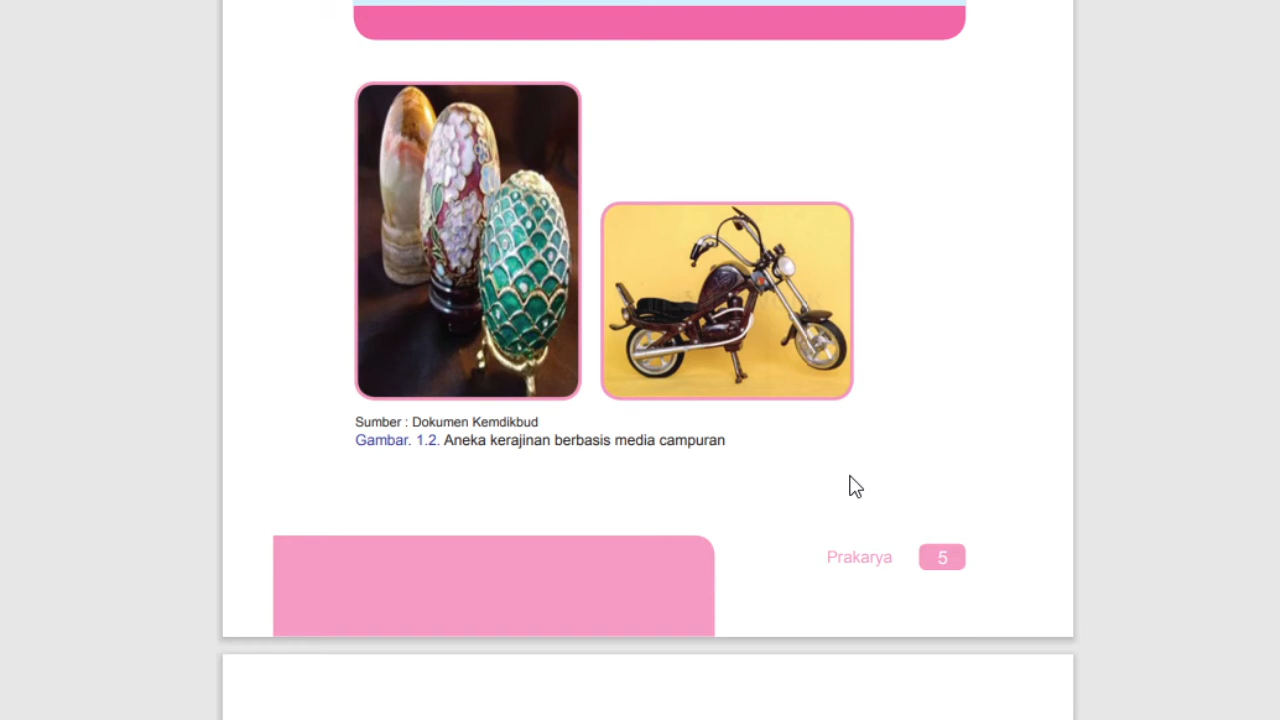 Sumber : Dokumen Kemdikbud
Gambar. 1.2. Aneka kerajinan berbasis media campuran
Prakarya 5